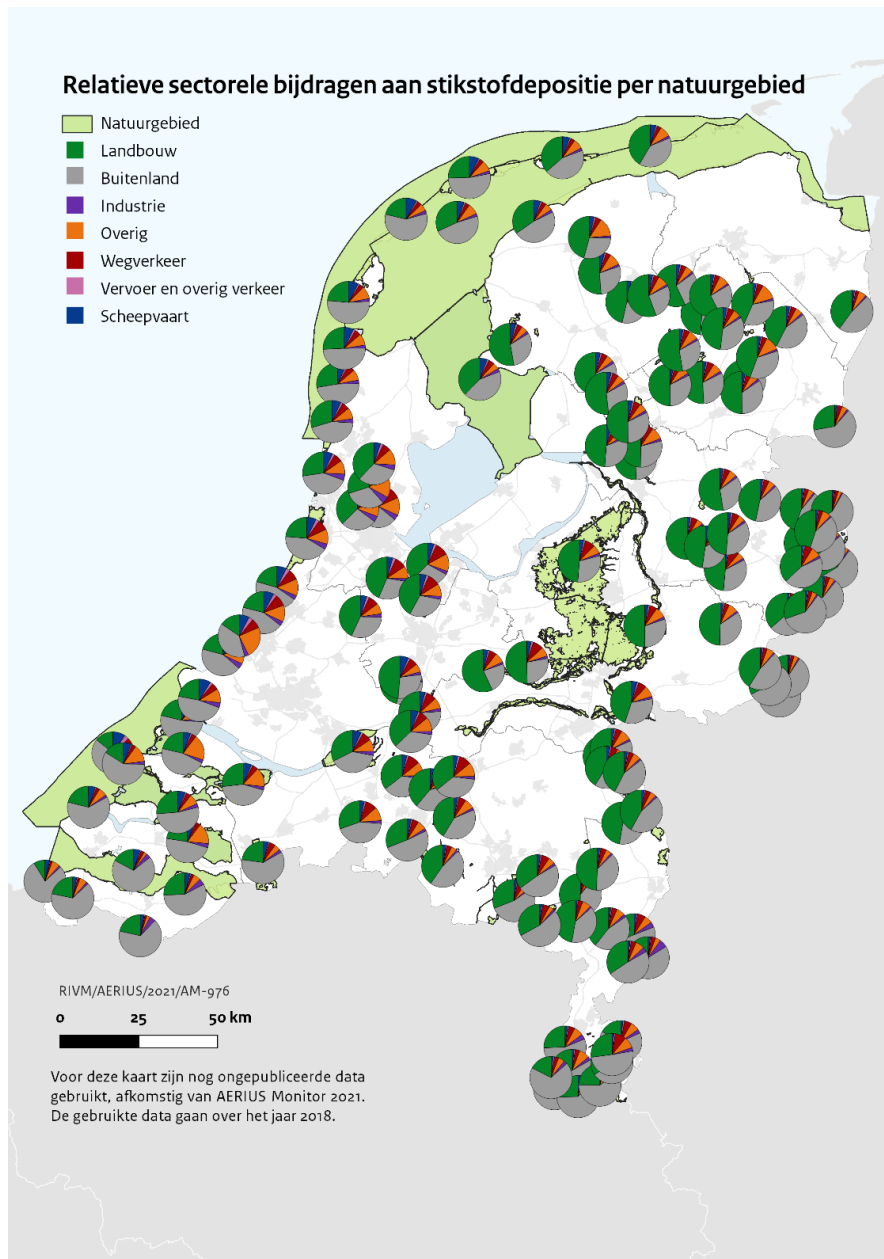 Relatieve sectorele bijdragen aan stikstofdepositie per natuurgebied
Natuurgebied
Landbouw
Buitenland
Industrie
Overig
Wegverkeer
Vervoer en overig verkeer
Scheepvaart
RIVM/AERIUS/2021/AM-976
0 25 50 km
Voor deze kaart zijn nog ongepubliceerde data
gebruikt, afkomstig van AERIUS Monitor 2021.
De gebruikte data gaan over het jaar 2018.